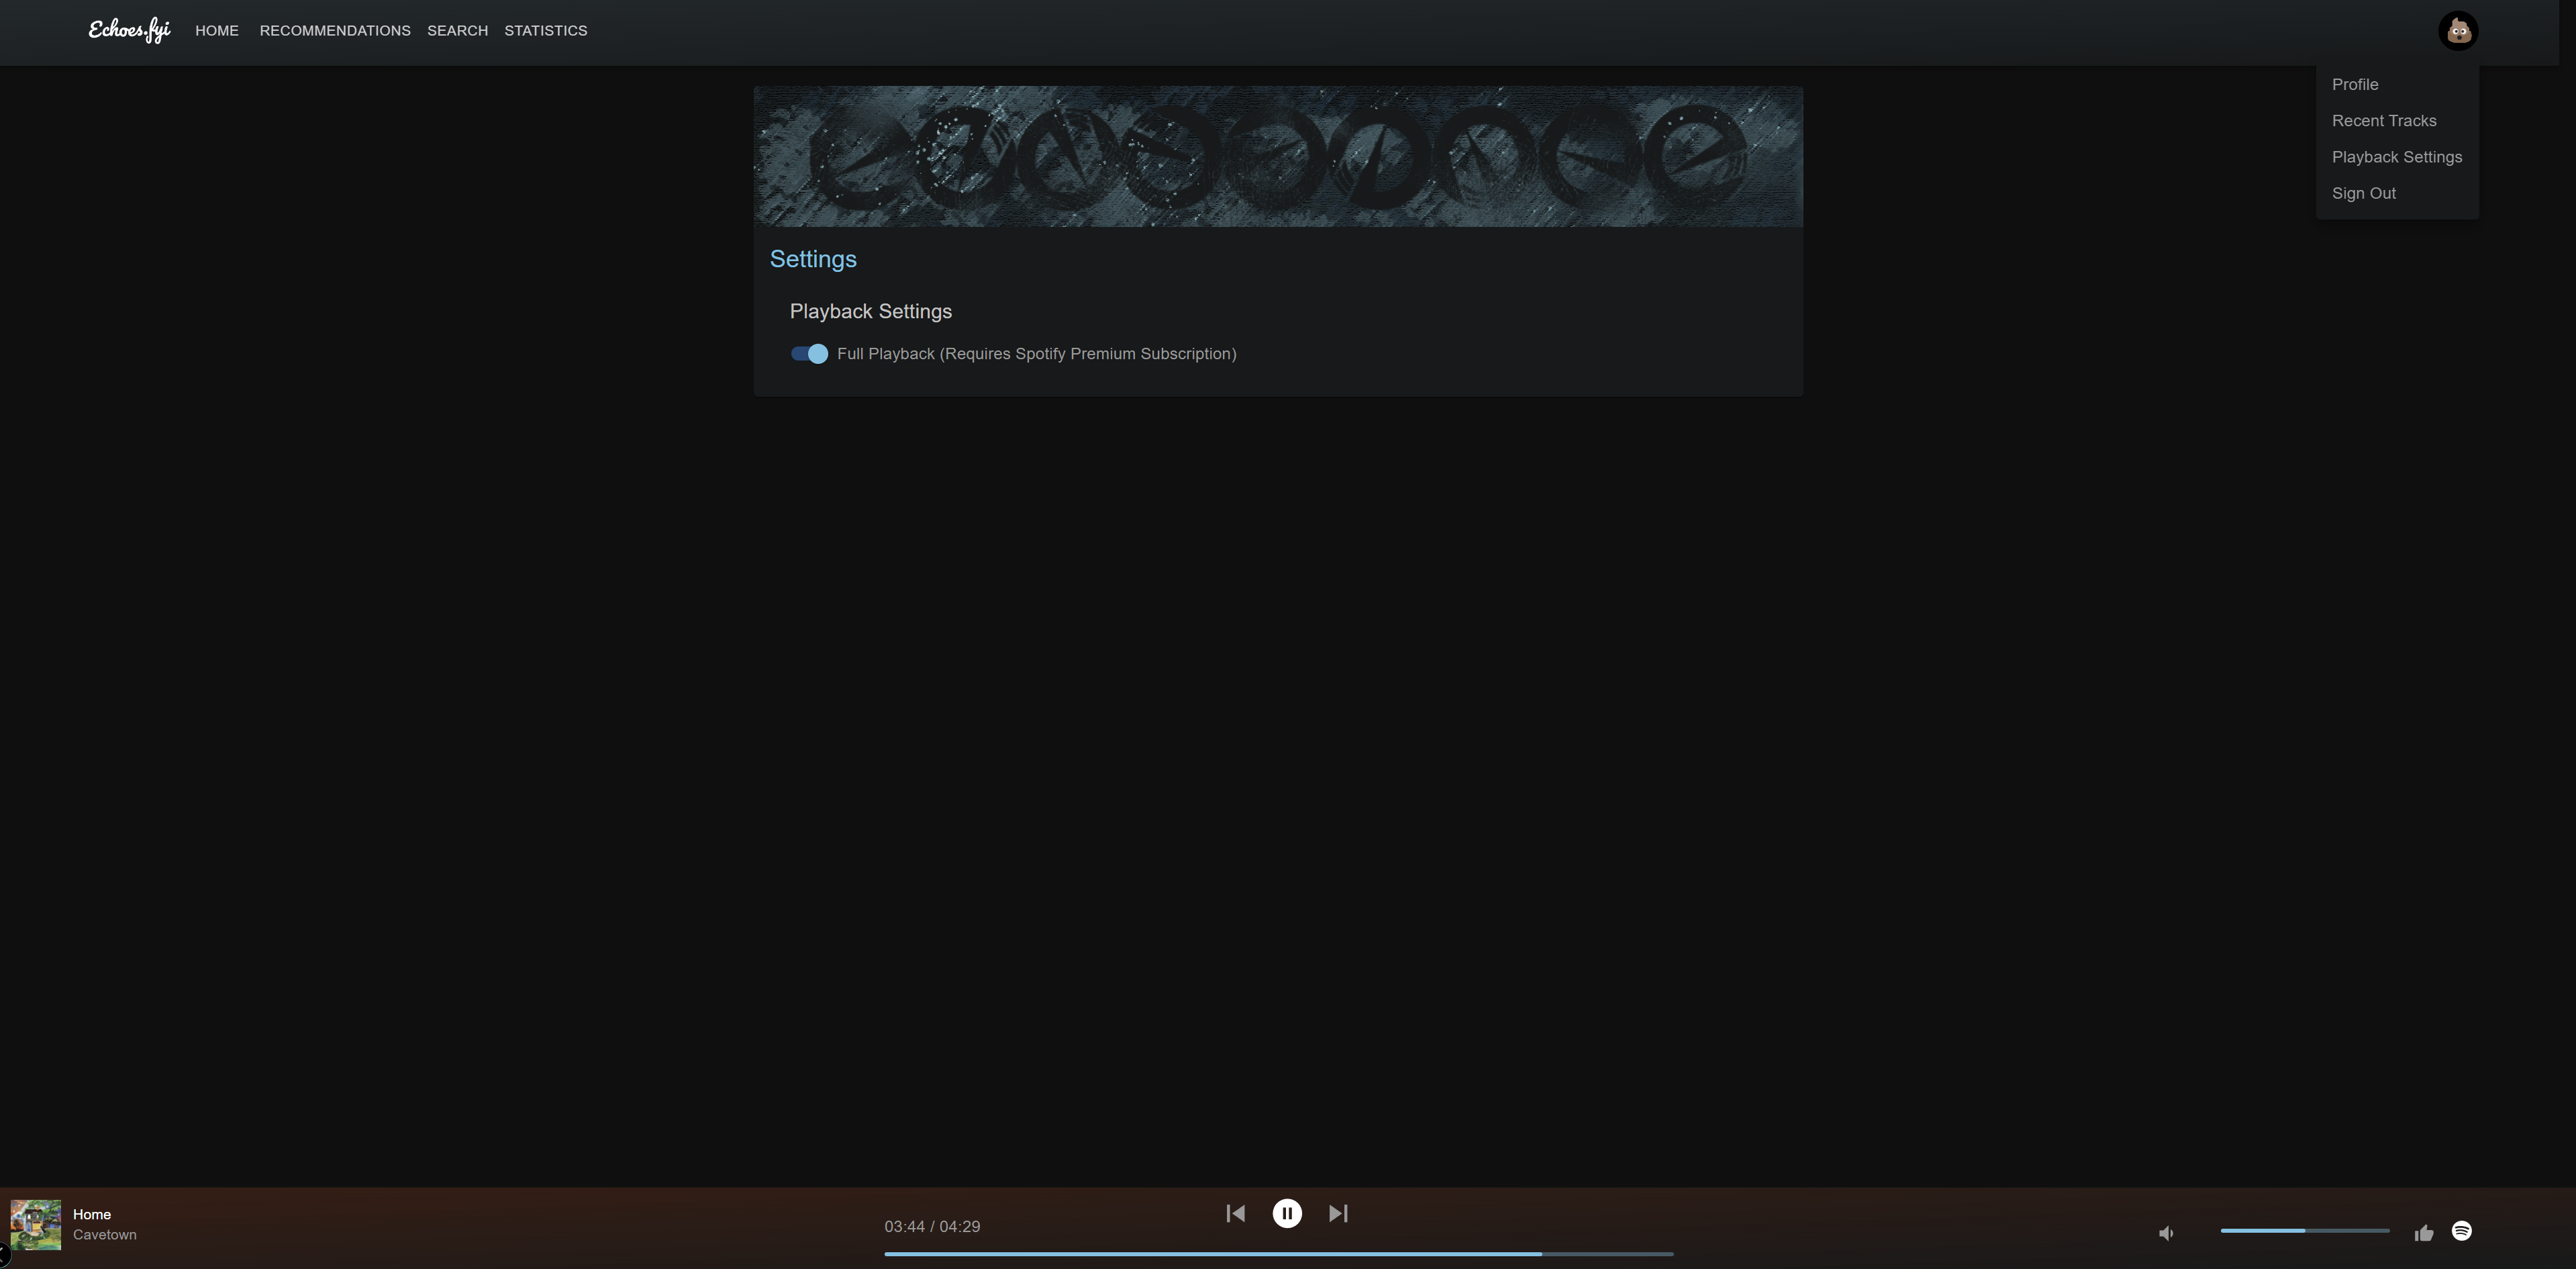 Echoes.fyi HOME RECOMMENDATIONS SEARCH STATISTICS
Profile
Recent Tracks
Playback Settings
Sign Out
Settings
Playback Settings
Full Playback (Requires Spotify Premium Subscription)
Home
Cavetown
03:44 / 04:29